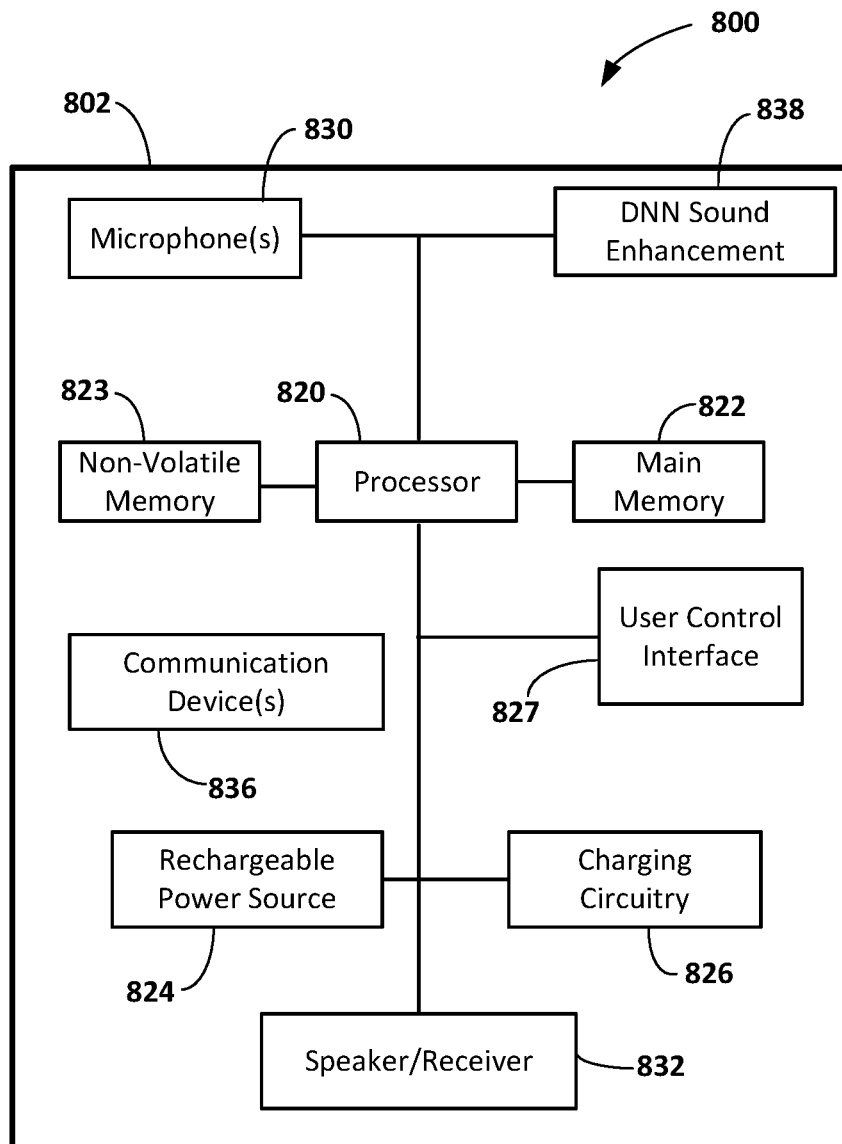 800
802
830
838
Microphone(s)
DNN Sound
Enhancement
823
820
822
Non-Volatile
Memory
Processor
Main
Memory
User Control
Interface
827
Communication
Device(s)
836
Rechargeable
Power Source
Charging
Circuitry
824
826
Speaker/Receiver
832